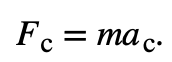 F_c = ma_c.